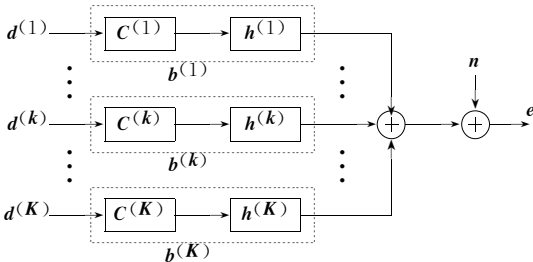 d(1) C(1) h(1)
b(1)
n
d(k) C(k) h(k) + + e
b(k)
d(K) C(K) h(K)
b(K)